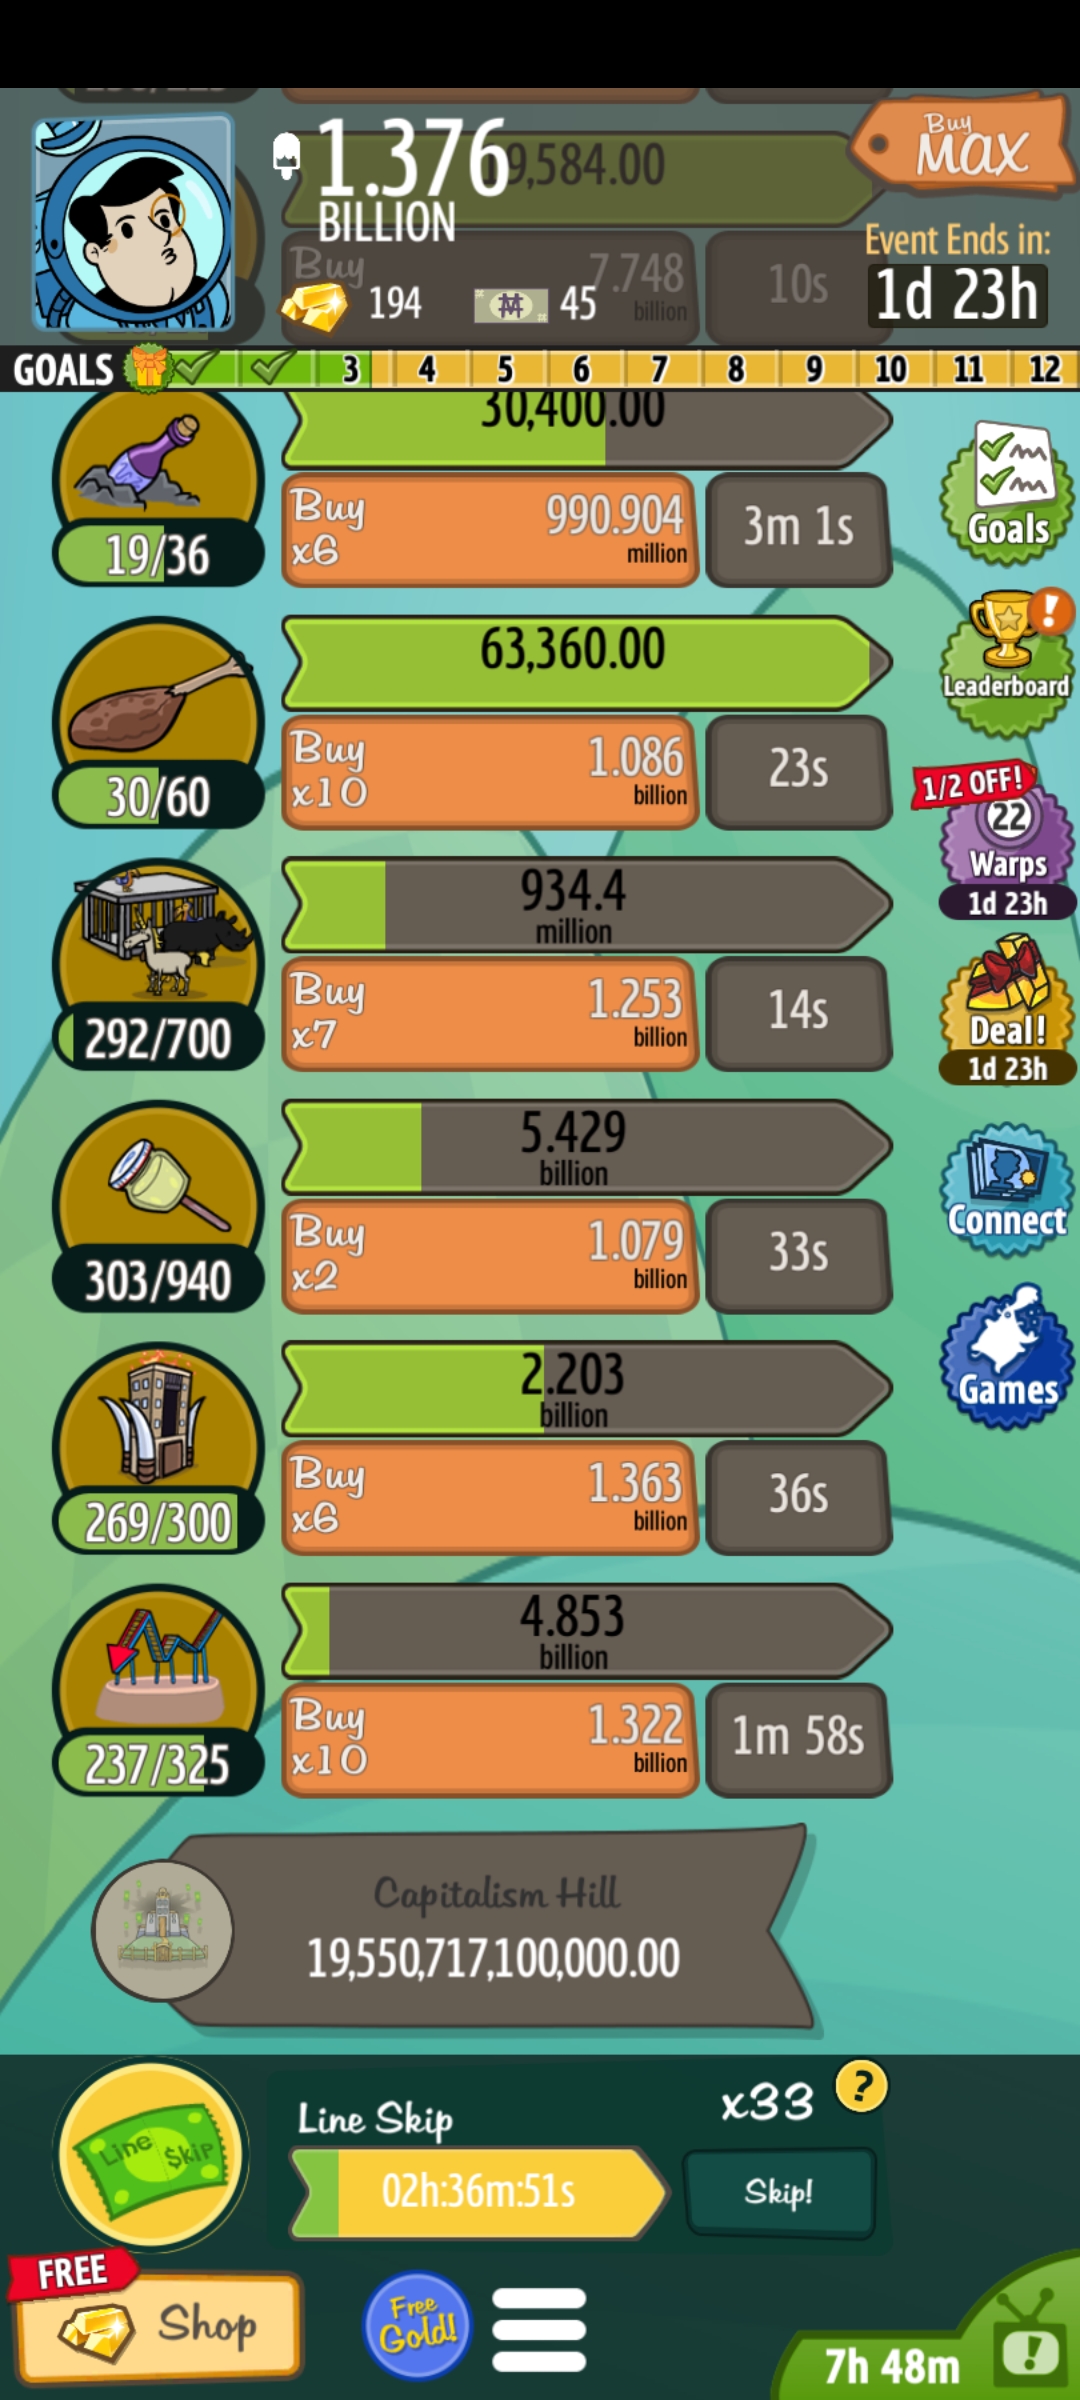 1.376
BILLION
9,584.00
Buy
MAX
Event Ends in:
1d 23h
Buy
7.748
billion
10s
194
45
GOALS
3
4
5
6
7
8
9
10
11
12
30,400.00
Buy
x6
990.904
million
3m 1s
19/36
Goals
63,360.00
Buy
x10
1.086
billion
23s
30/60
Leaderboard
1/2 OFF!
22
Warps
1d 23h
934.4
million
Buy
x7
1.253
billion
14s
292/700
Deal!
1d 23h
5.429
billion
Buy
x2
1.079
billion
33s
303/940
Connect
2.203
billion
Buy
x6
1.363
billion
36s
269/300
Games
4.853
billion
Buy
x10
1.322
billion
1m 58s
237/325
Capitalism Hill
19,550,717,100,000.00
Line $kip
Line Skip
x33
?
02h:36m:51s
Skip!
FREE
Shop
Free
Gold!
7h 48m